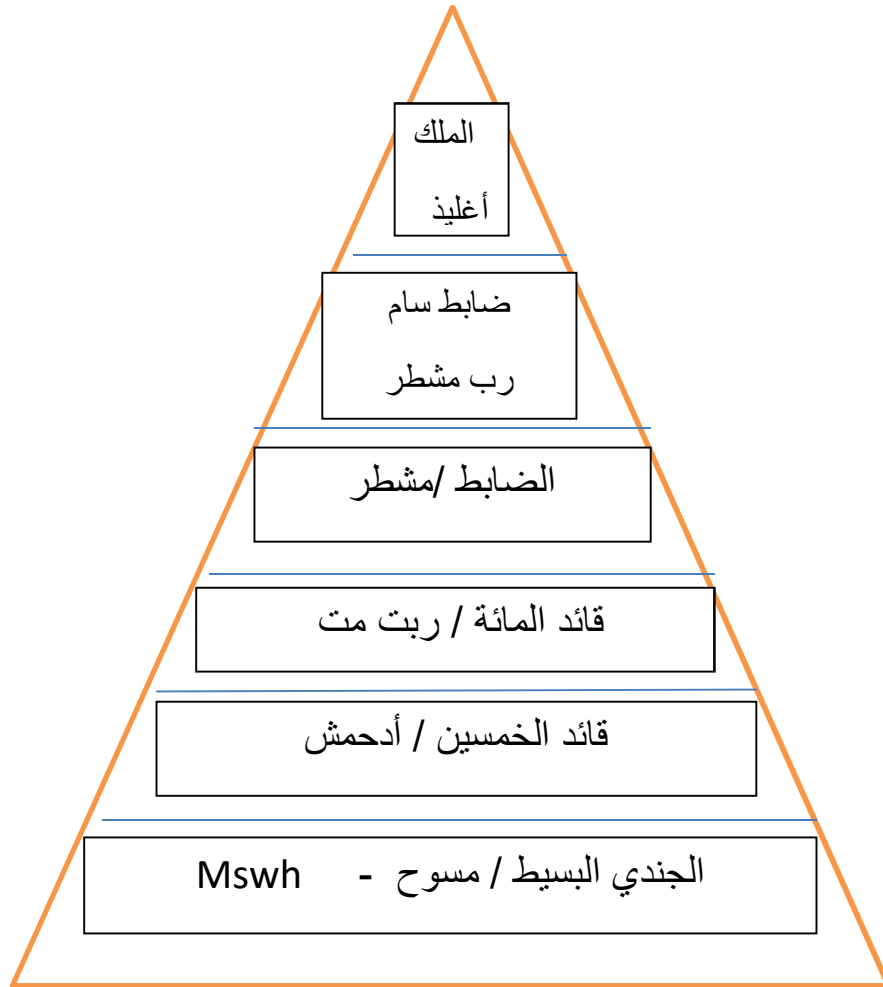 الملك
أغليذ
ضابط سام
رب مشطر
الضابط /مشطر
قائد المائة / ربت مت
قائد الخمسين / أدحمش
الجندي البسيط / مسوح - Mswh